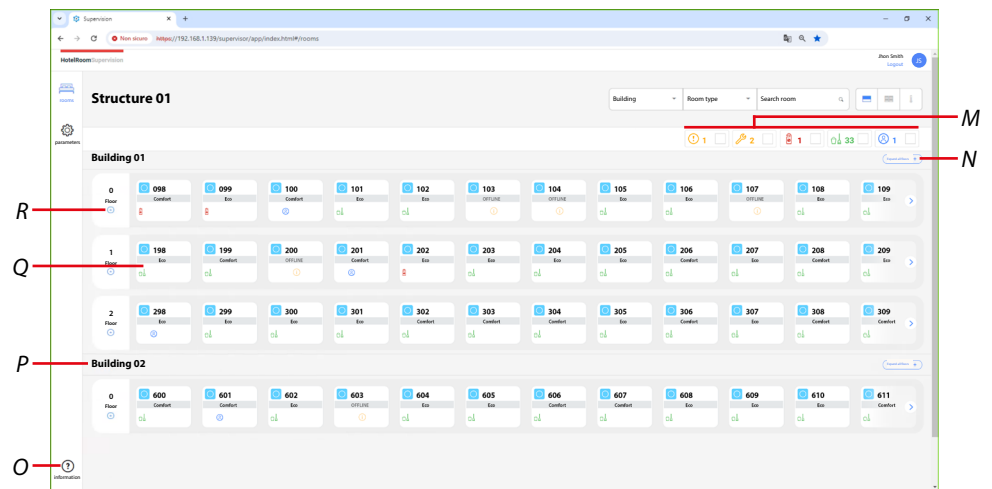 Supervision
Non sicuro https://192.168.1.139/supervisor/app/index.html#/rooms
HotelRoomSupervision
Jhon Smith
Logout
JS
rooms
Structure 01
Building
Room type
Search room
M
parameters
1 2 1 33 1
Building 01
N
0 098 099 100 101 102 103 104 105 106 107 108 109
Floor Comfort Eco Comfort Eco Eco OFFLINE OFFLINE Eco Eco OFFLINE Eco Eco
R
1 198 199 200 201 202 203 204 205 206 207 208 209
Floor Eco Comfort OFFLINE Comfort Eco Eco Eco Eco Comfort Eco Comfort Eco
Q
2 298 299 300 301 302 303 304 305 306 307 308 309
Floor Eco Eco Eco Eco Comfort Comfort Comfort Eco Comfort Eco Comfort Comfort
P
Building 02
0 600 601 602 603 604 605 606 607 608 609 610 611
Floor Comfort Comfort Eco OFFLINE Eco Eco Comfort Comfort Eco Eco Comfort Comfort
O
?
information